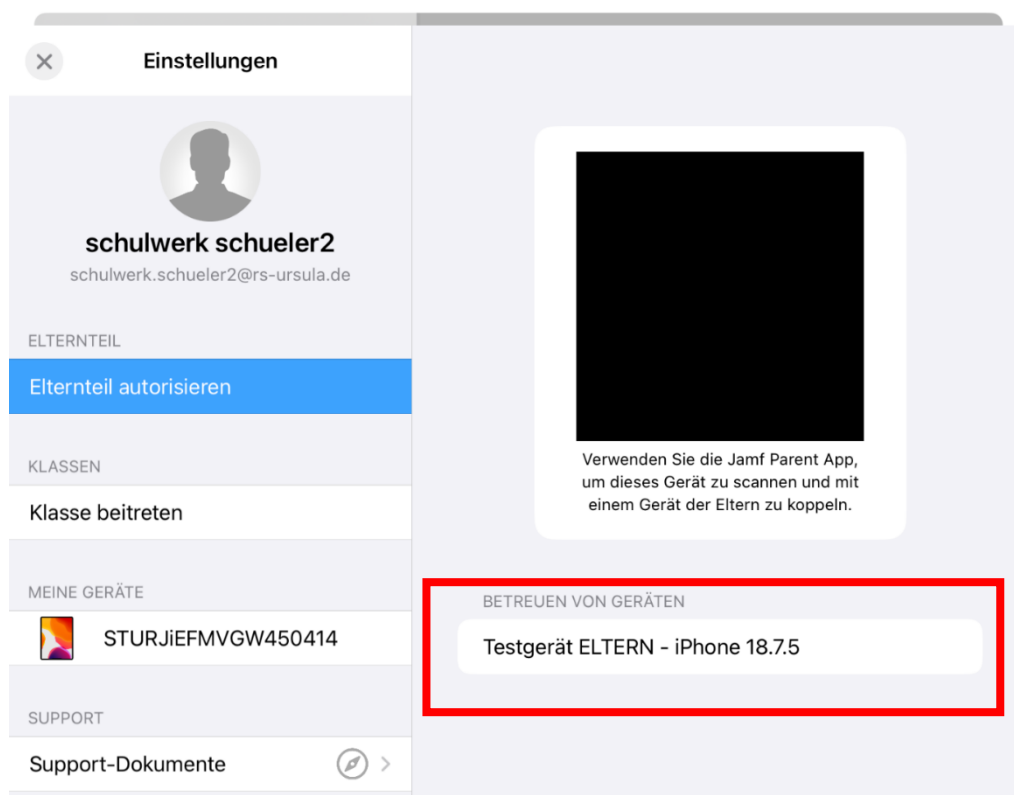 Einstellungen
schulwerk schueler2
schulwerk.schueler2@rs-ursula.de
ELTERNTEIL
Elternteil autorisieren
KLASSEN
Klasse beitreten
MEINE GERÄTE
STURJiEFMVGW450414
SUPPORT
Support-Dokumente
Verwenden Sie die Jamf Parent App,
um dieses Gerät zu scannen und mit
einem Gerät der Eltern zu koppeln.
BETREUEN VON GERÄTEN
Testgerät ELTERN - iPhone 18.7.5